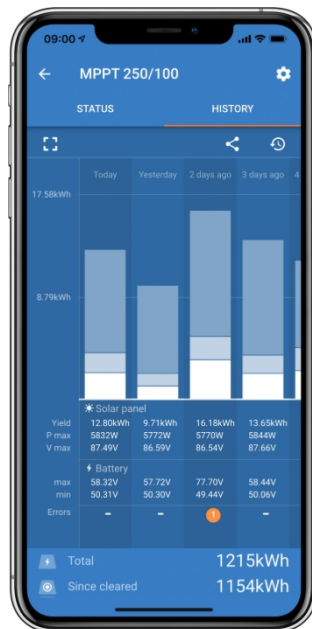 09:00
MPPT 250/100
STATUS HISTORY
Today Yesterday 2 days ago 3 days ago 4
17.58kWh
8.79kWh
Solar panel
Yield 12.80kWh 9.71kWh 16.18kWh 13.65kWh
P max 5832W 5772W 5770W 5844W
V max 87.49V 86.59V 86.54V 87.66V
Battery
max 58.32V 57.72V 77.70V 58.44V
min 50.31V 50.30V 49.44V 50.06V
Errors – – 1 –
Total 1215kWh
Since cleared 1154kWh